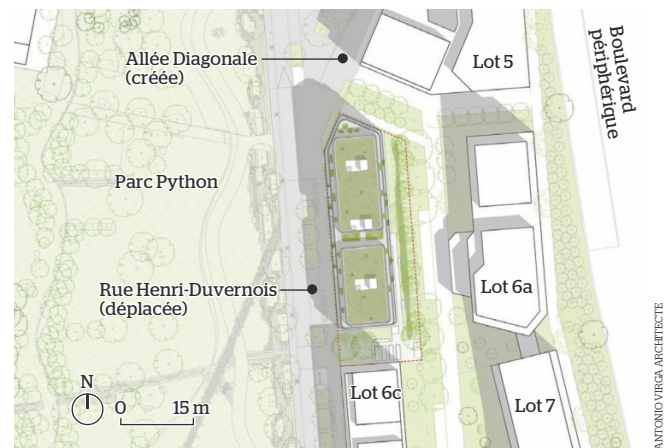 Allée Diagonale
(créée)
Lot 5
Boulevard
périphérique
Parc Python
Rue Henri-Duvernois
(déplacée)
Lot 6a
Lot 6c
Lot 7
N
0 15 m
ANTONIO VIRGA ARCHITECTE